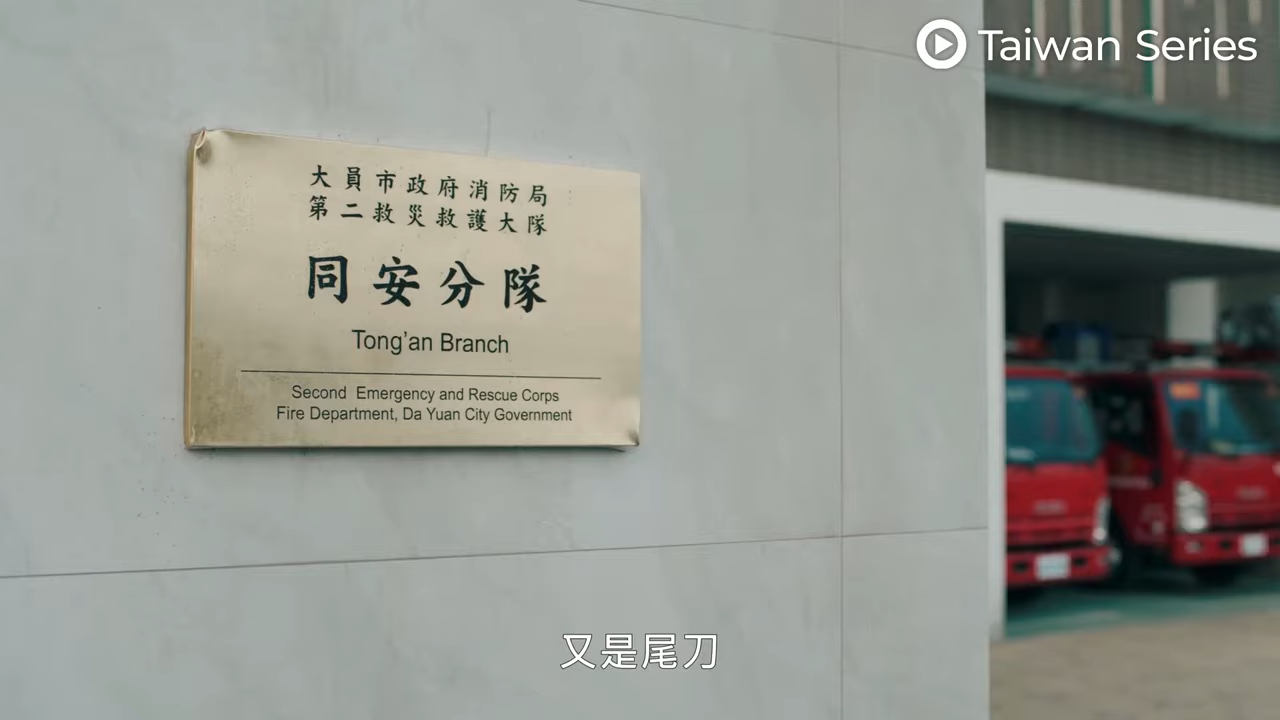 Taiwan Series
大員市政府消防局
第二救災救護大隊
同安分隊
Tong'an Branch
Second Emergency and Rescue Corps
Fire Department, Da Yuan City Government
又是尾刀